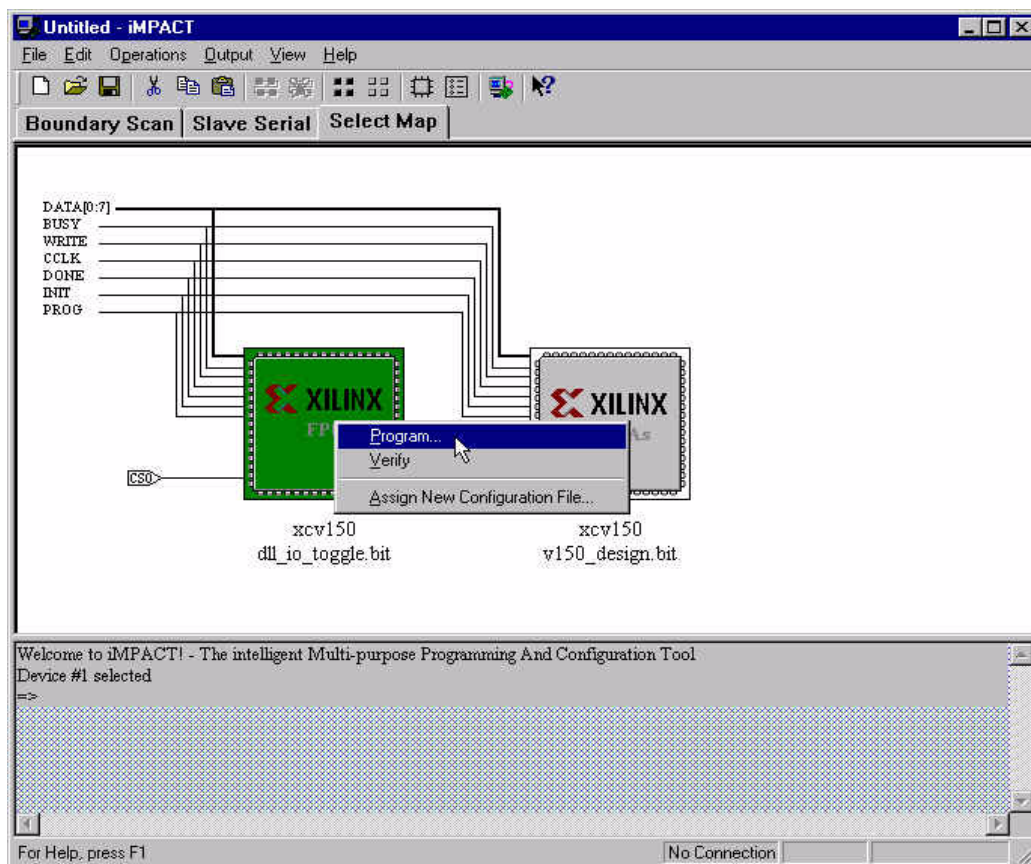 Untitled - iMPACT
File Edit Operations Output View Help
Boundary Scan Slave Serial Select Map
DATA[0:7]
BUSY
WRITE
CCLK
DONE
INIT
PROG
XILINX XILINX
Program...
Verify
Assign New Configuration File...
CS0
xcv150 xcv150
dll_io_toggle.bit v150_design.bit
Welcome to iMPACT! - The intelligent Multi-purpose Programming And Configuration Tool
Device #1 selected
=>
For Help, press F1 No Connection